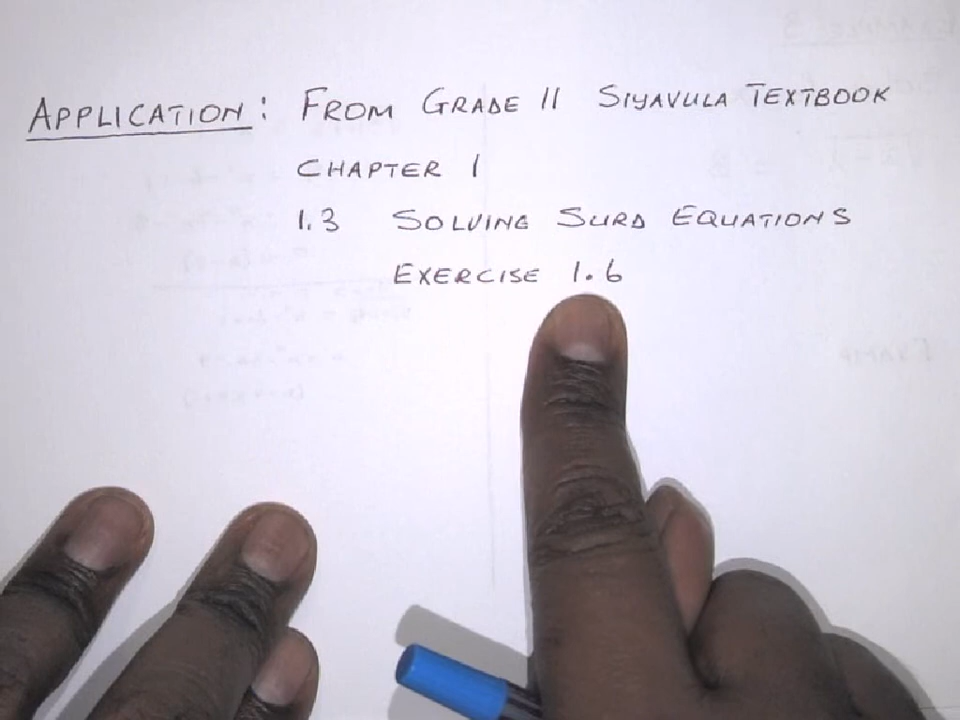 APPLICATION: FROM GRADE 11 SIYAVULA TEXTBOOK
CHAPTER 1
1.3 SOLVING SURD EQUATIONS
EXERCISE 1.6